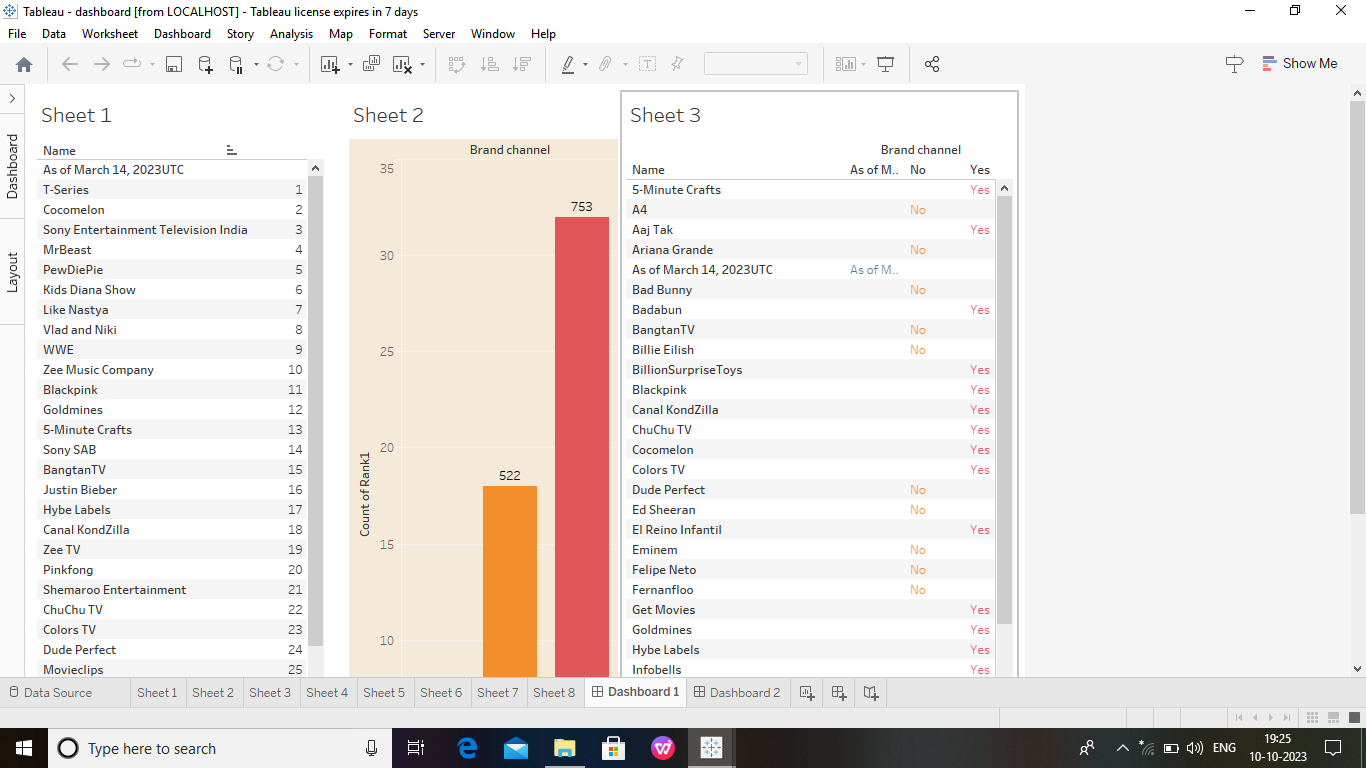 Tableau - dashboard [from LOCALHOST] - Tableau license expires in 7 days
File Data Worksheet Dashboard Story Analysis Map Format Server Window Help
Show Me
Dashboard
Layout
Sheet 1
Name
As of March 14, 2023UTC
T-Series 1
Cocomelon 2
Sony Entertainment Television India 3
MrBeast 4
PewDiePie 5
Kids Diana Show 6
Like Nastya 7
Vlad and Niki 8
WWE 9
Zee Music Company 10
Blackpink 11
Goldmines 12
5-Minute Crafts 13
Sony SAB 14
BangtanTV 15
Justin Bieber 16
Hybe Labels 17
Canal KondZilla 18
Zee TV 19
Pinkfong 20
Shemaroo Entertainment 21
ChuChu TV 22
Colors TV 23
Dude Perfect 24
Movieclips 25
Sheet 2
Brand channel
35
30
25
20
15
10
Count of Rank1
753
522
Sheet 3
Brand channel
Name As of M.. No Yes
5-Minute Crafts Yes
A4 No
Aaj Tak Yes
Ariana Grande No
As of March 14, 2023UTC As of M..
Bad Bunny No
Badabun Yes
BangtanTV No
Billie Eilish No
BillionSurpriseToys Yes
Blackpink Yes
Canal KondZilla Yes
ChuChu TV Yes
Cocomelon Yes
Colors TV Yes
Dude Perfect No
Ed Sheeran No
El Reino Infantil Yes
Eminem No
Felipe Neto No
Fernanfloo No
Get Movies Yes
Goldmines Yes
Hybe Labels Yes
Infobells Yes
Data Source Sheet 1 Sheet 2 Sheet 3 Sheet 4 Sheet 5 Sheet 6 Sheet 7 Sheet 8 Dashboard 1 Dashboard 2
Type here to search
ENG
19:25
10-10-2023